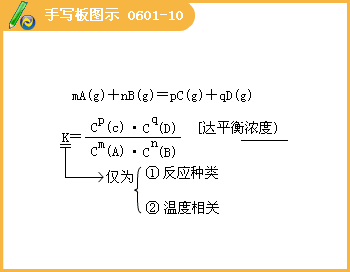 手写板图示 0601-10
mA(g)+nB(g)=pC(g)+qD(g)
K= C^p(c)·C^q(D) / C^m(A)·C^n(B) [达平衡浓度)
仅为
① 反应种类
② 温度相关